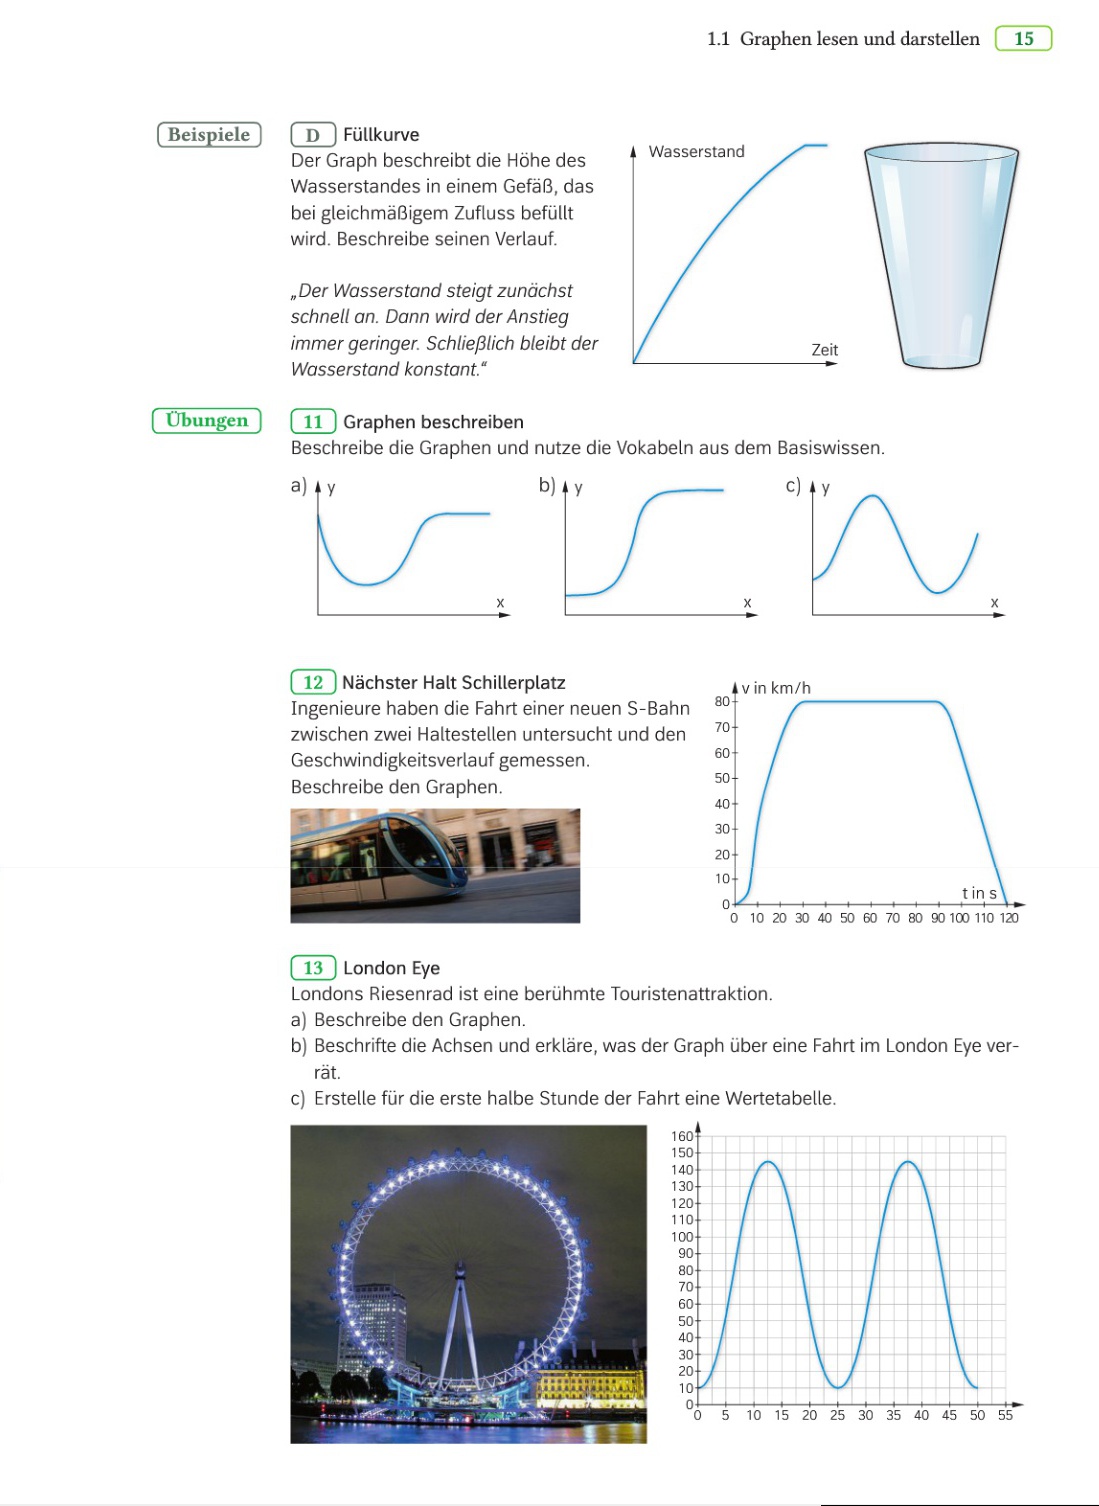 1.1 Graphen lesen und darstellen 15
Beispiele
D Füllkurve
Der Graph beschreibt die Höhe des
Wasserstandes in einem Gefäß, das
bei gleichmäßigem Zufluss befüllt
wird. Beschreibe seinen Verlauf.
„Der Wasserstand steigt zunächst
schnell an. Dann wird der Anstieg
immer geringer. Schließlich bleibt der
Wasserstand konstant.“
Wasserstand
Zeit
Übungen
11 Graphen beschreiben
Beschreibe die Graphen und nutze die Vokabeln aus dem Basiswissen.
a) y
x
b) y
x
c) y
x
12 Nächster Halt Schillerplatz
Ingenieure haben die Fahrt einer neuen S-Bahn
zwischen zwei Haltestellen untersucht und den
Geschwindigkeitsverlauf gemessen.
Beschreibe den Graphen.
v in km/h
80
70
60
50
40
30
20
10
0
t in s
0 10 20 30 40 50 60 70 80 90 100 110 120
13 London Eye
Londons Riesenrad ist eine berühmte Touristenattraktion.
a) Beschreibe den Graphen.
b) Beschrifte die Achsen und erkläre, was der Graph über eine Fahrt im London Eye ver-
rät.
c) Erstelle für die erste halbe Stunde der Fahrt eine Wertetabelle.
160
150
140
130
120
110
100
90
80
70
60
50
40
30
20
10
0
0 5 10 15 20 25 30 35 40 45 50 55